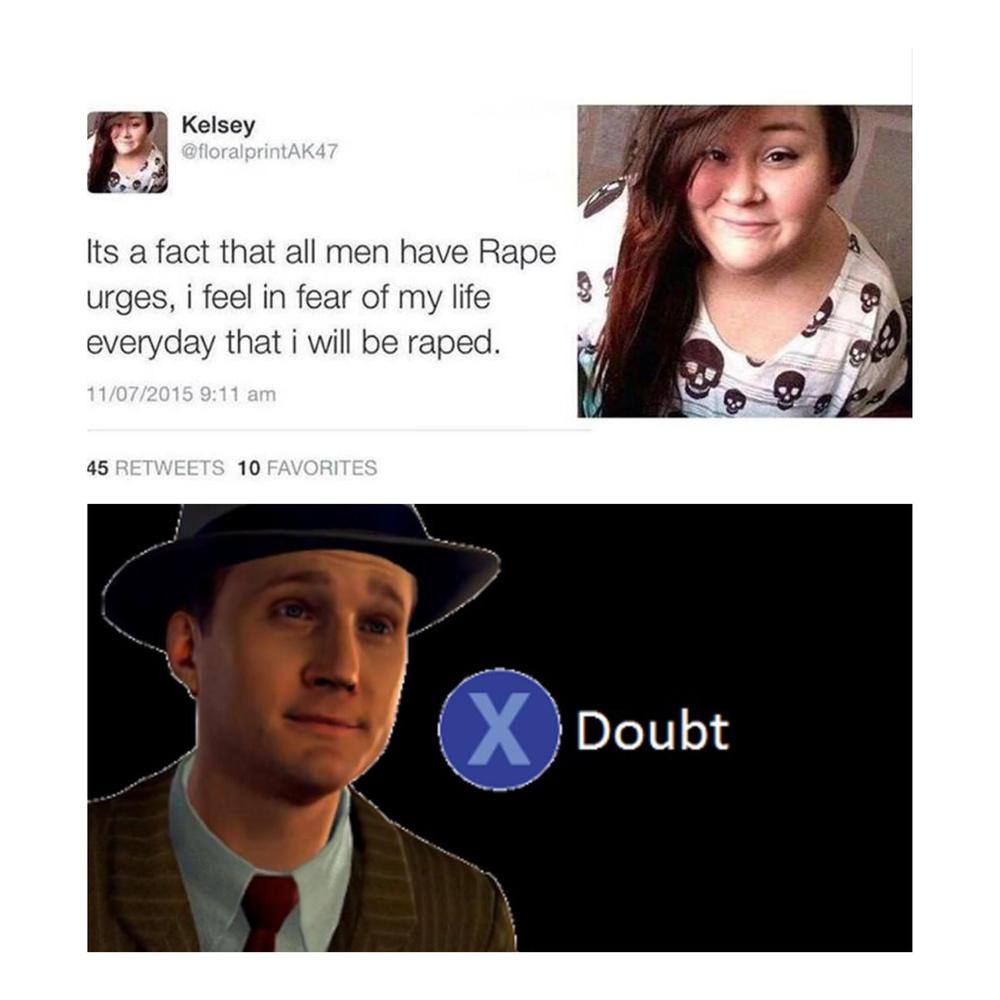 Kelsey
@floralprintAK47
Its a fact that all men have Rape
urges, i feel in fear of my life
everyday that i will be raped.
11/07/2015 9:11 am
45 RETWEETS 10 FAVORITES
X Doubt